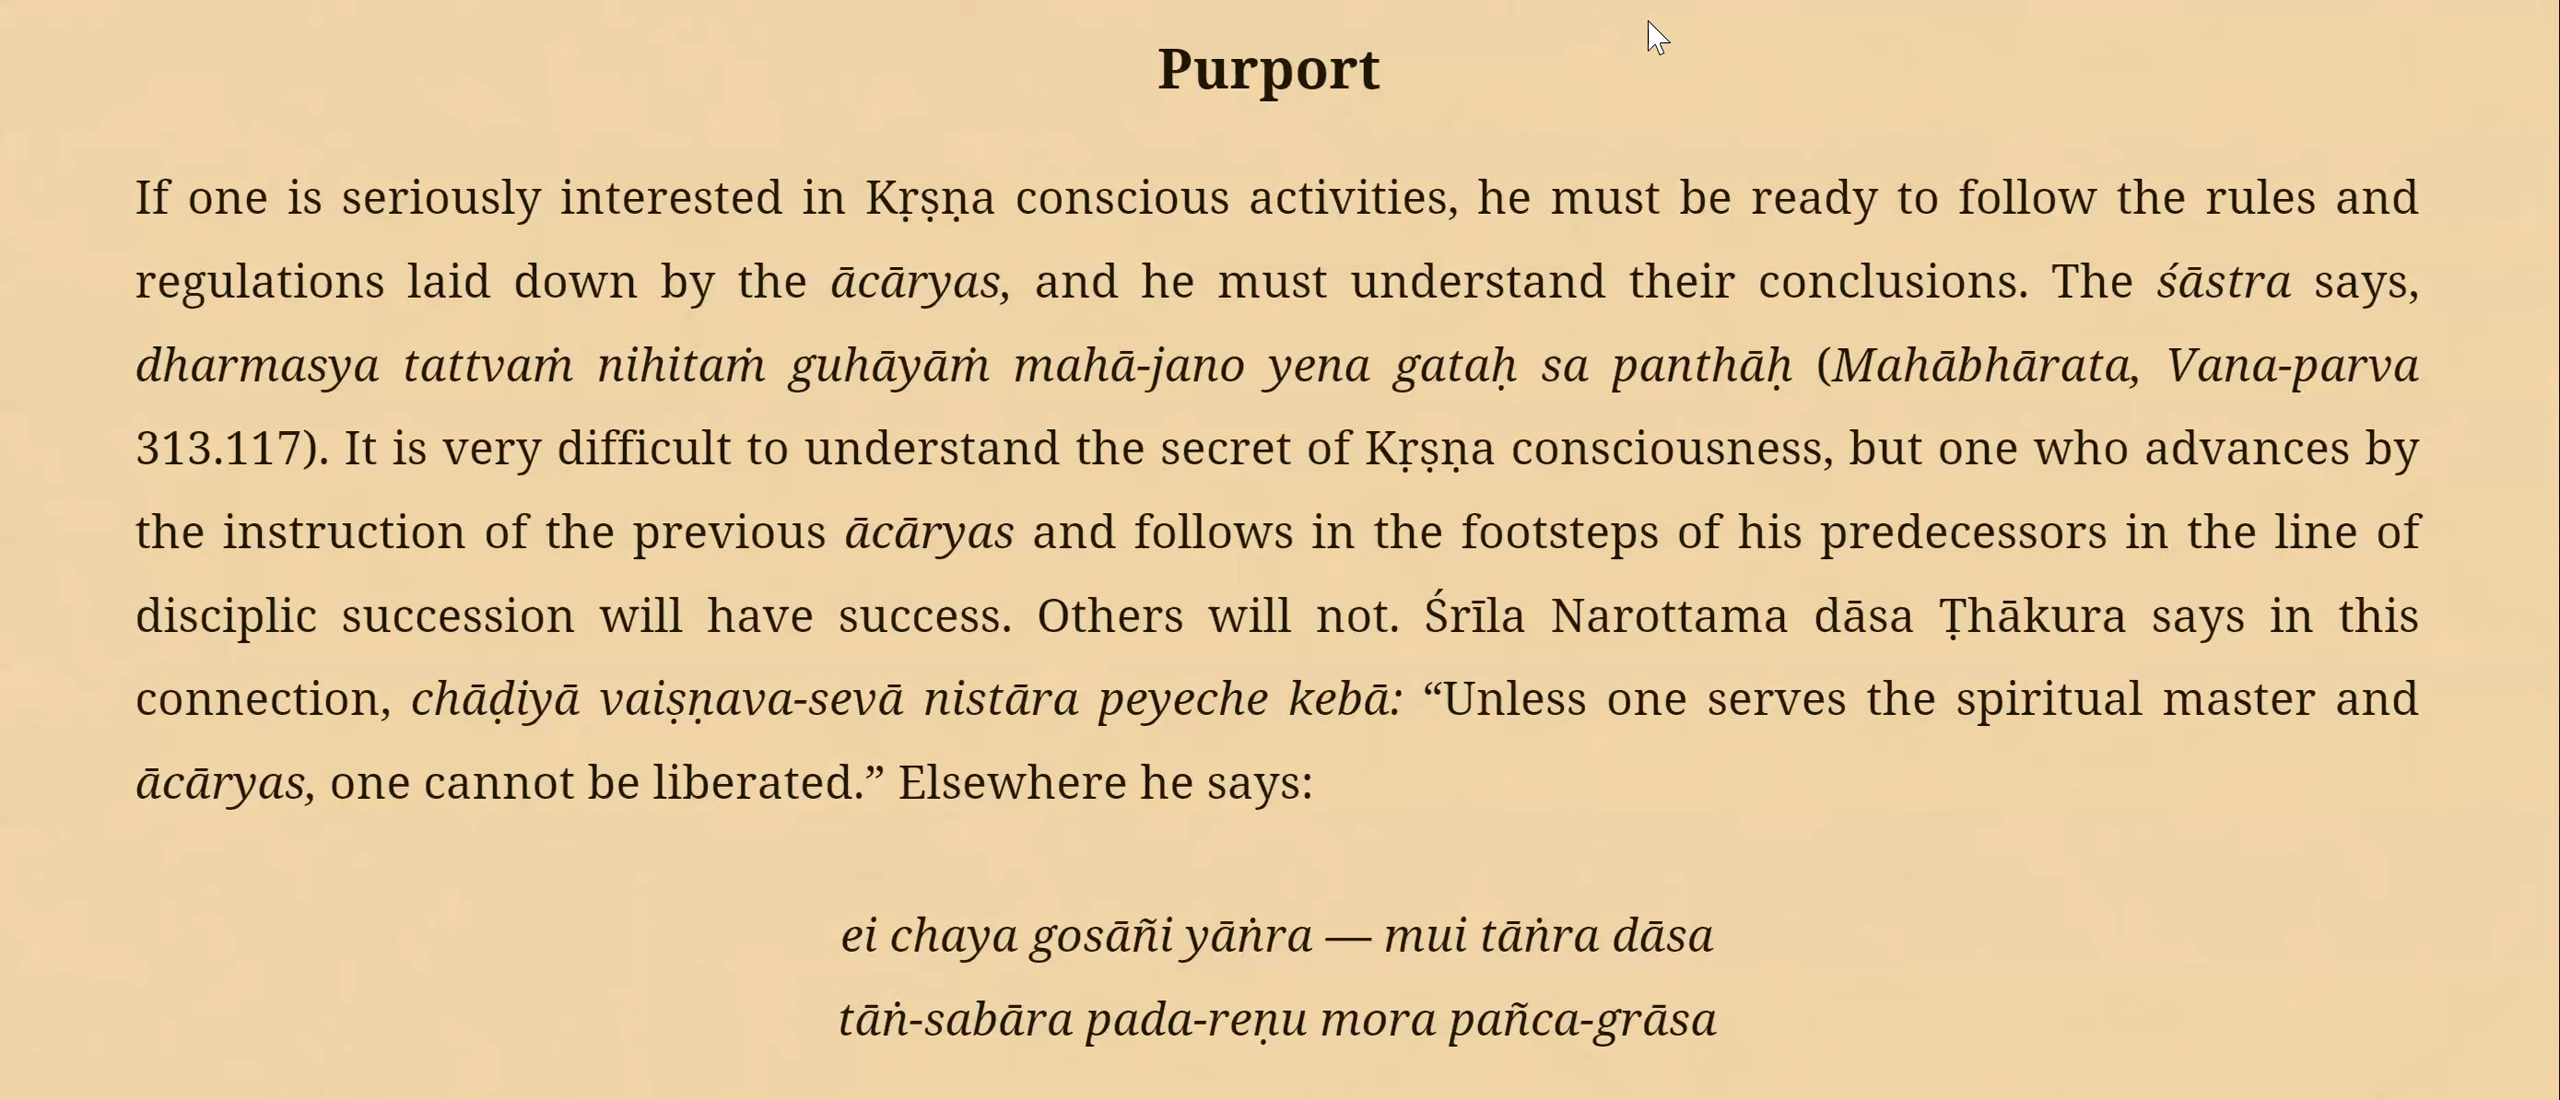 Purport
If one is seriously interested in Kṛṣṇa conscious activities, he must be ready to follow the rules and
regulations laid down by the ācāryas, and he must understand their conclusions. The śāstra says,
dharmasya tattvaṁ nihitaṁ guhāyāṁ mahā-jano yena gataḥ sa panthāḥ (Mahābhārata, Vana-parva
313.117). It is very difficult to understand the secret of Kṛṣṇa consciousness, but one who advances by
the instruction of the previous ācāryas and follows in the footsteps of his predecessors in the line of
disciplic succession will have success. Others will not. Śrīla Narottama dāsa Ṭhākura says in this
connection, chāḍiyā vaiṣṇava-sevā nistāra peyeche kebā: “Unless one serves the spiritual master and
ācāryas, one cannot be liberated.” Elsewhere he says:
ei chaya gosāñi yāṅra — mui tāṅra dāsa
tāṅ-sabāra pada-reṇu mora pañca-grāsa